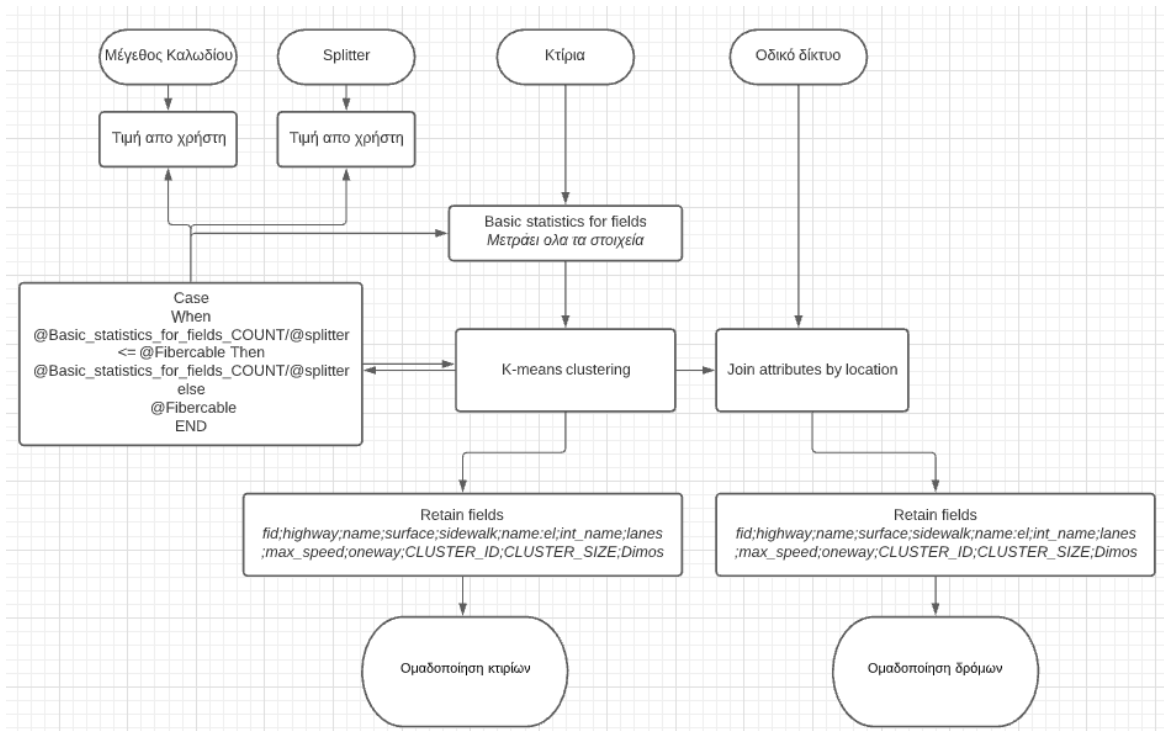 Μέγεθος Καλωδίου
Splitter
Κτίρια
Οδικό δίκτυο
Τιμή απο χρήστη
Τιμή απο χρήστη
Basic statistics for fields
Μετράει ολα τα στοιχεία
Case
When
@Basic_statistics_for_fields_COUNT/@splitter
<= @Fibercable Then
@Basic_statistics_for_fields_COUNT/@splitter
else
@Fibercable
END
K-means clustering
Join attributes by location
Retain fields
fid;highway;name;surface;sidewalk;name:el;int_name;lanes
;max_speed;oneway;CLUSTER_ID;CLUSTER_SIZE;Dimos
Retain fields
fid;highway;name;surface;sidewalk;name:el;int_name;lanes
;max_speed;oneway;CLUSTER_ID;CLUSTER_SIZE;Dimos
Ομαδοποίηση κτιρίων
Ομαδοποίηση δρόμων